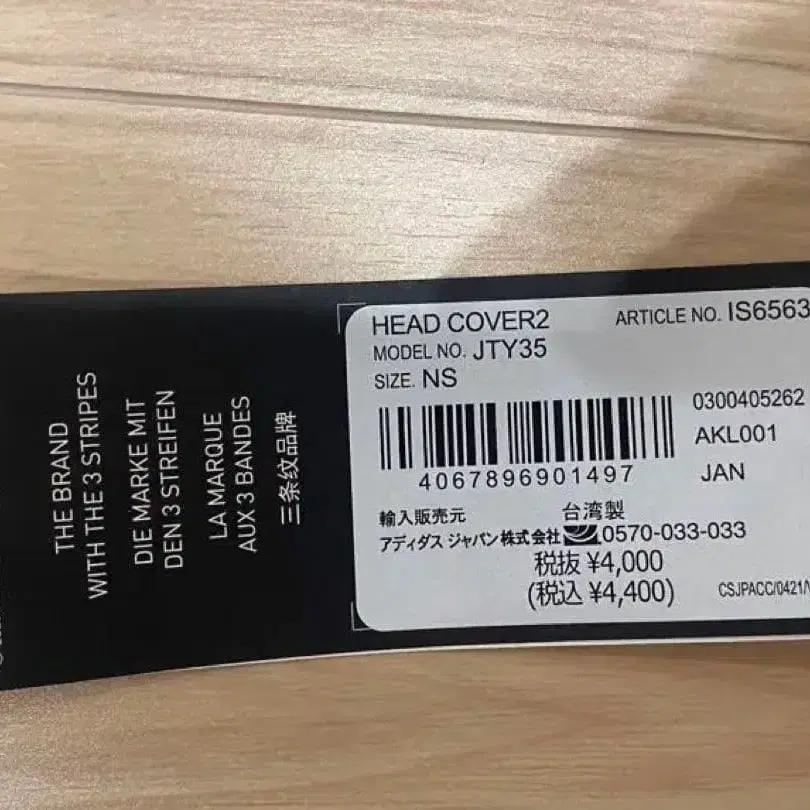 THE BRAND
WITH THE 3 STRIPES
DIE MARKE MIT
DEN 3 STREIFEN
LA MARQUE
AUX 3 BANDES
三条纹品牌
HEAD COVER2
ARTICLE NO. IS6563
MODEL NO. JTY35
SIZE. NS
0300405262
AKL001
4067896901497
JAN
輸入販売元
台湾製
アディダス ジャパン株式会社 0570-033-033
税抜 ¥4,000
(税込 ¥4,400)
CSJPACC/0421/